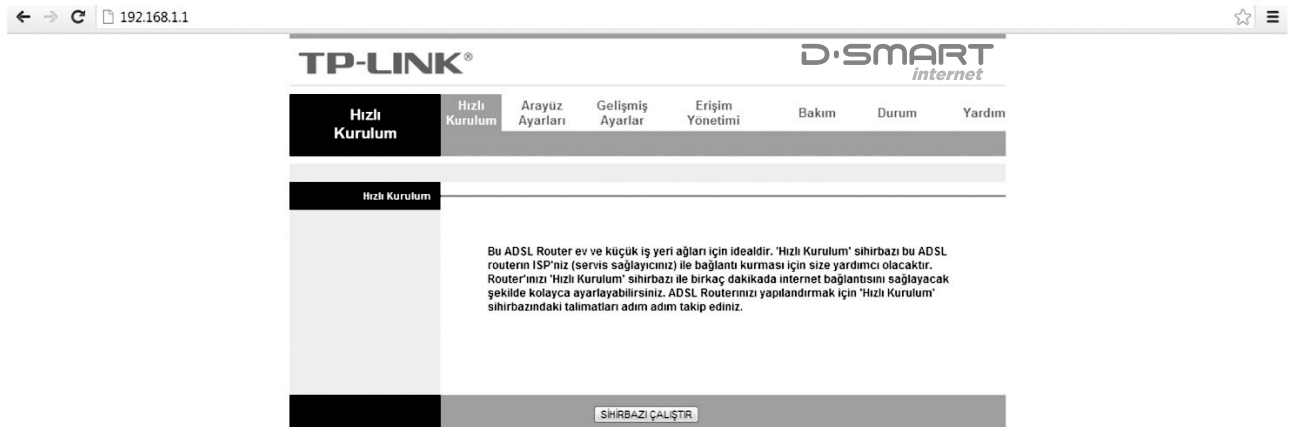 192.168.1.1
TP-LINK®
D·SMART
internet
Hızlı
Kurulum
Hızlı
Kurulum
Arayüz
Ayarları
Gelişmiş
Ayarlar
Erişim
Yönetimi
Bakım
Durum
Yardım
Hızlı Kurulum
Bu ADSL Router ev ve küçük iş yeri ağları için idealdir. 'Hızlı Kurulum' sihirbazı bu ADSL
routerın ISP'niz (servis sağlayıcınız) ile bağlantı kurması için size yardımcı olacaktır.
Router'ınızı 'Hızlı Kurulum' sihirbazı ile birkaç dakikada internet bağlantısını sağlayacak
şekilde kolayca ayarlayabilirsiniz. ADSL Routerınızı yapılandırmak için 'Hızlı Kurulum'
sihirbazındaki talimatları adım adım takip ediniz.
SİHİRBAZI ÇALIŞTIR